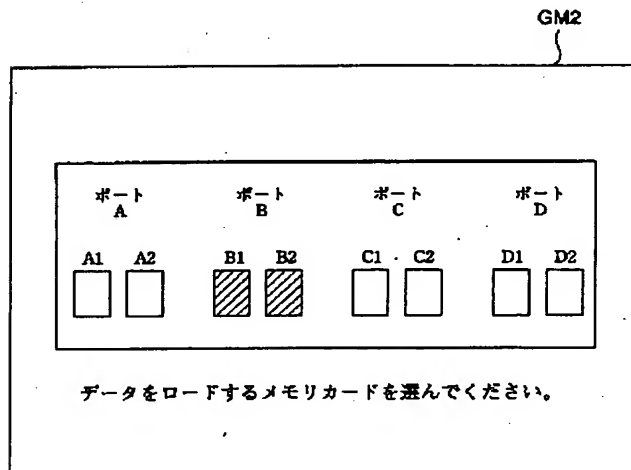 GM2
ポート ポート ポート ポート
A B C D
A1 A2 B1 B2 C1 C2 D1 D2
データをロードするメモリカードを選んでください。